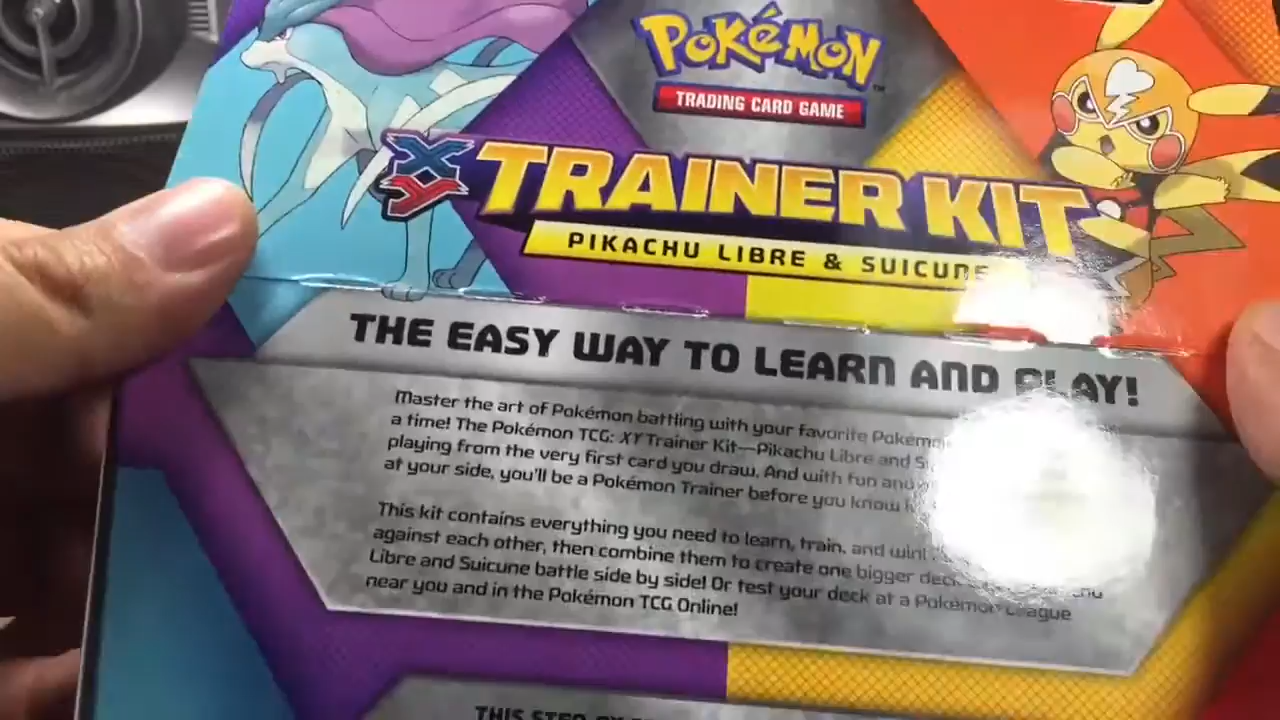 POKéMON
TRADING CARD GAME
XY TRAINER KIT
PIKACHU LIBRE & SUICUNE
THE EASY WAY TO LEARN AND PLAY!
Master the art of Pokémon battling with your favorite
a time! The Pokémon TCG: XY Trainer Kit—Pikachu Libre and
playing from the very first card you draw. And with fun and
at your side, you'll be a Pokémon Trainer before you know
This kit contains everything you need to learn, train, and win!
against each other, then combine them to create one bigger
Libre and Suicune battle side by side! Or test your deck at a Pokémon League
near you and in the Pokémon TCG Online!
THIS STEP